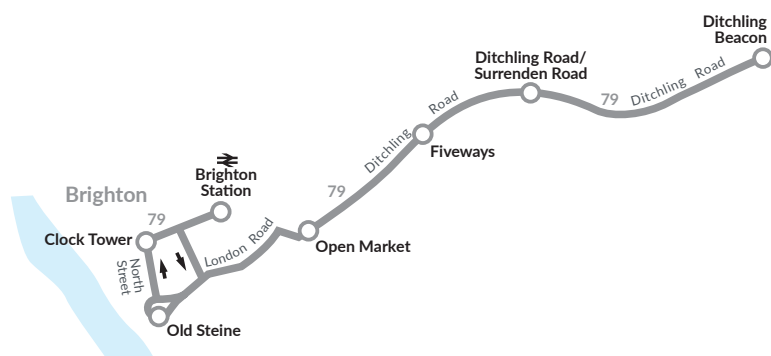 Ditchling
Beacon
Ditchling Road/
Surrenden Road
79
Ditchling Road
Ditchling Road
Fiveways
79
Brighton
Station
Brighton
79
Clock Tower
London Road
Open Market
North
Street
Old Steine